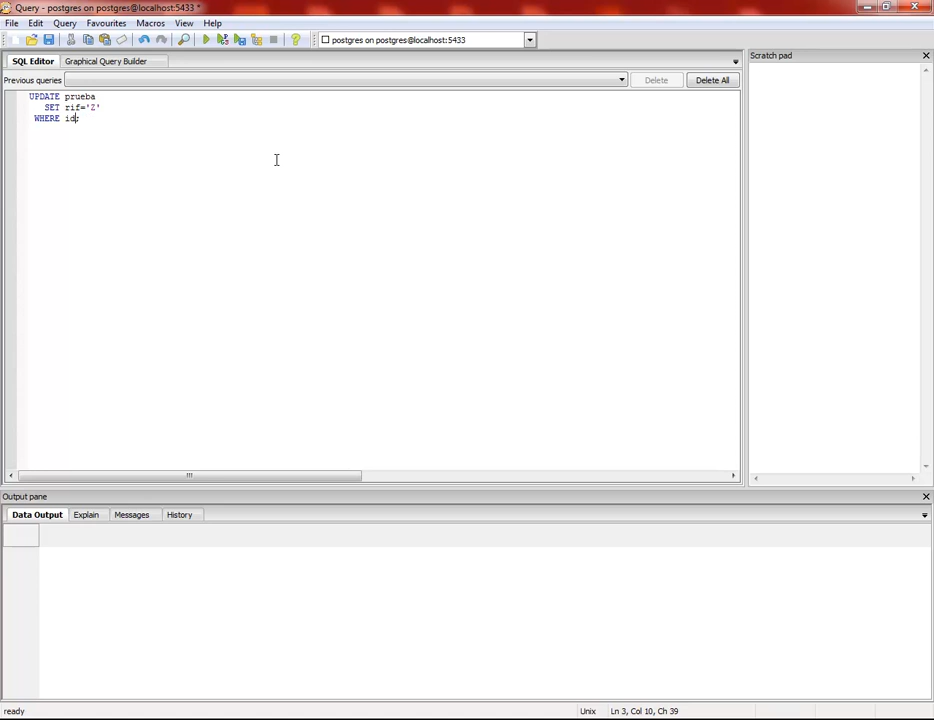 Query - postgres on postgres@localhost:5433 *
File Edit Query Favourites Macros View Help
postgres on postgres@localhost:5433
SQL Editor Graphical Query Builder
Scratch pad
Previous queries Delete Delete All
UPDATE prueba
SET rif='Z'
WHERE id;
Output pane
Data Output Explain Messages History
ready Unix Ln 3, Col 10, Ch 39